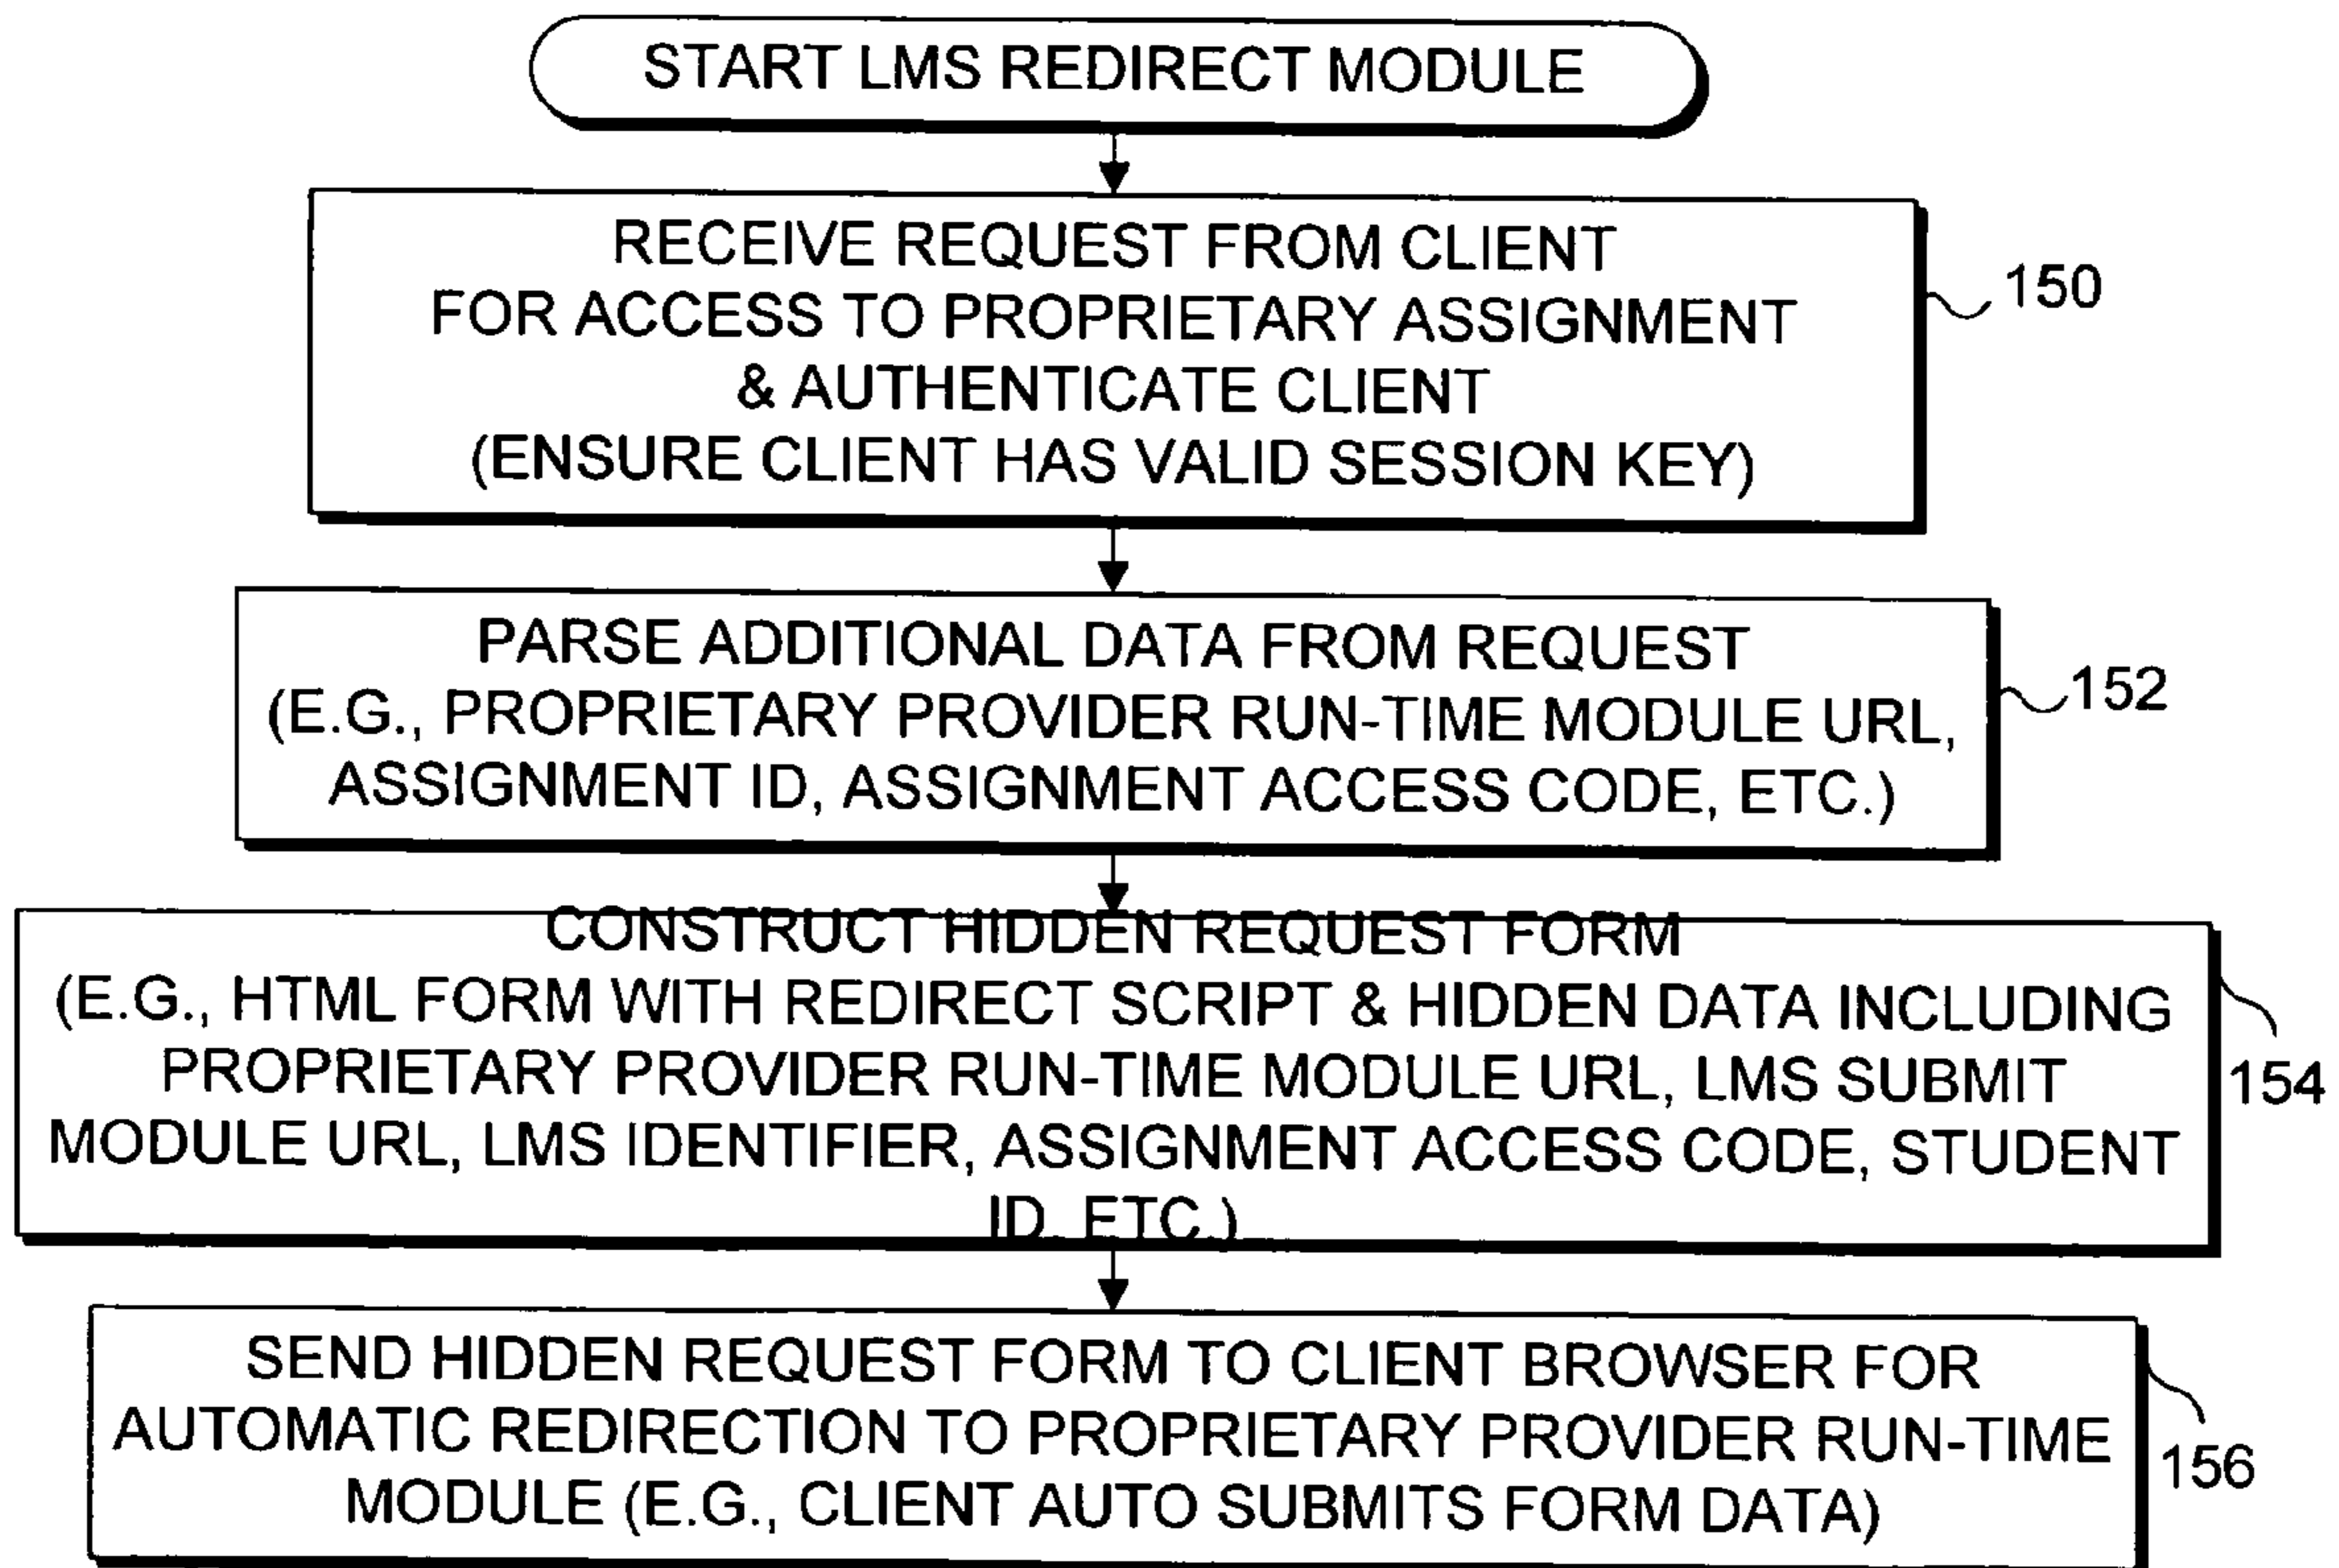 START LMS REDIRECT MODULE
RECEIVE REQUEST FROM CLIENT
FOR ACCESS TO PROPRIETARY ASSIGNMENT
& AUTHENTICATE CLIENT
(ENSURE CLIENT HAS VALID SESSION KEY)
150
PARSE ADDITIONAL DATA FROM REQUEST
(E.G., PROPRIETARY PROVIDER RUN-TIME MODULE URL,
ASSIGNMENT ID, ASSIGNMENT ACCESS CODE, ETC.)
152
CONSTRUCT HIDDEN REQUEST FORM
(E.G., HTML FORM WITH REDIRECT SCRIPT & HIDDEN DATA INCLUDING
PROPRIETARY PROVIDER RUN-TIME MODULE URL, LMS SUBMIT
MODULE URL, LMS IDENTIFIER, ASSIGNMENT ACCESS CODE, STUDENT
ID, ETC.)
154
SEND HIDDEN REQUEST FORM TO CLIENT BROWSER FOR
AUTOMATIC REDIRECTION TO PROPRIETARY PROVIDER RUN-TIME
MODULE (E.G., CLIENT AUTO SUBMITS FORM DATA)
156